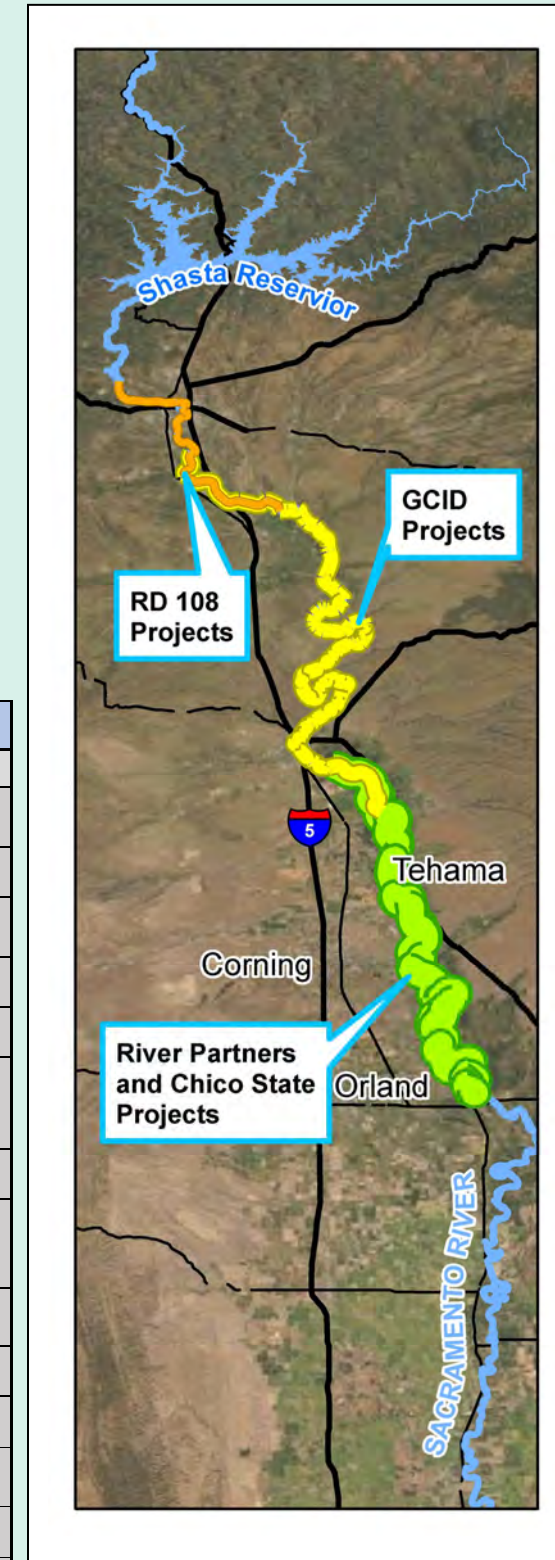 Shasta Reservior
GCID
Projects
RD 108
Projects
5
Tehama
Corning
River Partners
and Chico State
Projects
Orland
SACRAMENTO RIVER